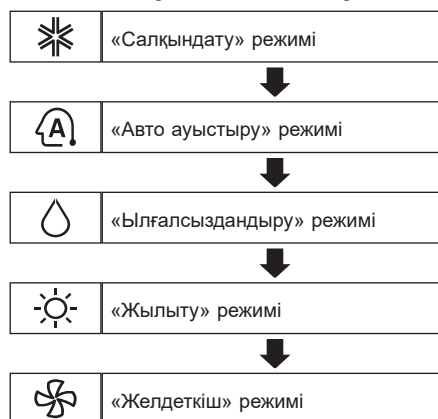 «Салқындату» режимі
A
«Авто ауыстыру» режимі
«Ылғалсыздандыру» режимі
«Жылыту» режимі
«Желдеткіш» режимі